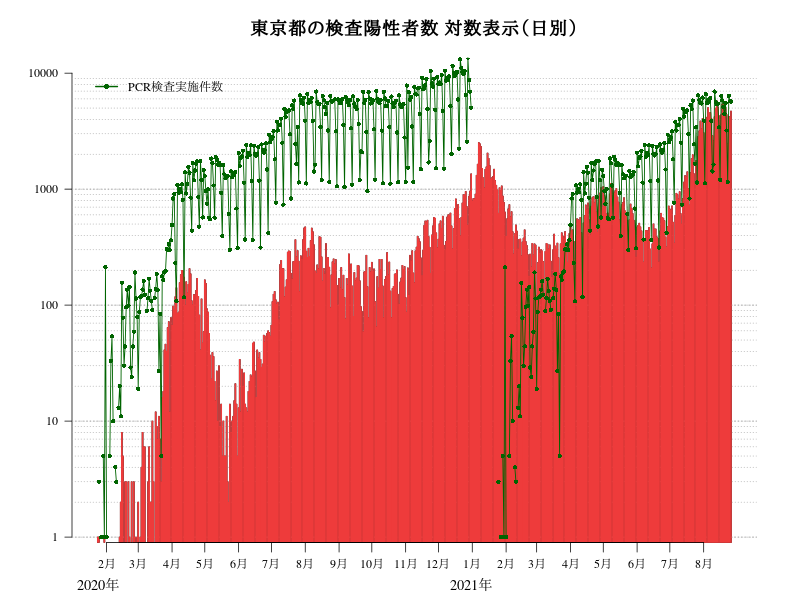 東京都の検査陽性者数 対数表示（日別）
10000
PCR検査実施件数
1000
100
10
1
2月 3月 4月 5月 6月 7月 8月 9月 10月 11月 12月 1月 2月 3月 4月 5月 6月 7月 8月
2020年 2021年